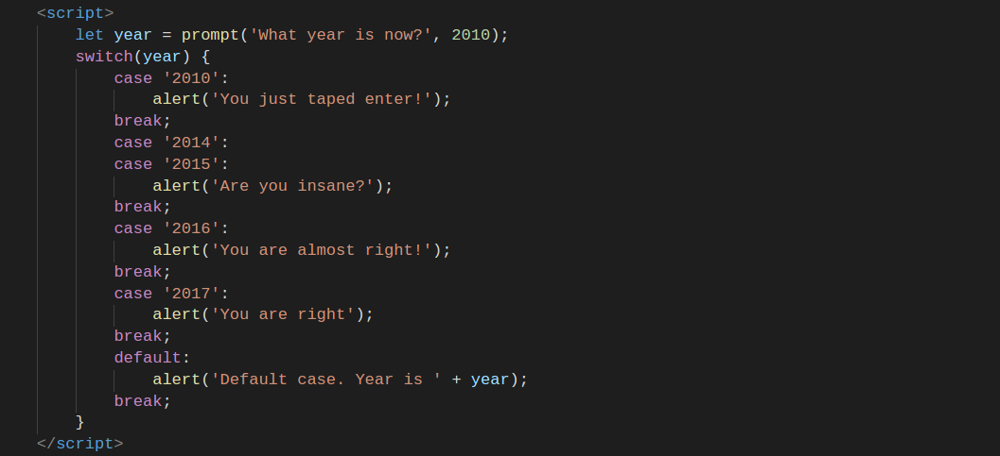 <script>
let year = prompt('What year is now?', 2010);
switch(year) {
case '2010':
alert('You just taped enter!');
break;
case '2014':
case '2015':
alert('Are you insane?');
break;
case '2016':
alert('You are almost right!');
break;
case '2017':
alert('You are right');
break;
default:
alert('Default case. Year is ' + year);
break;
}
</script>